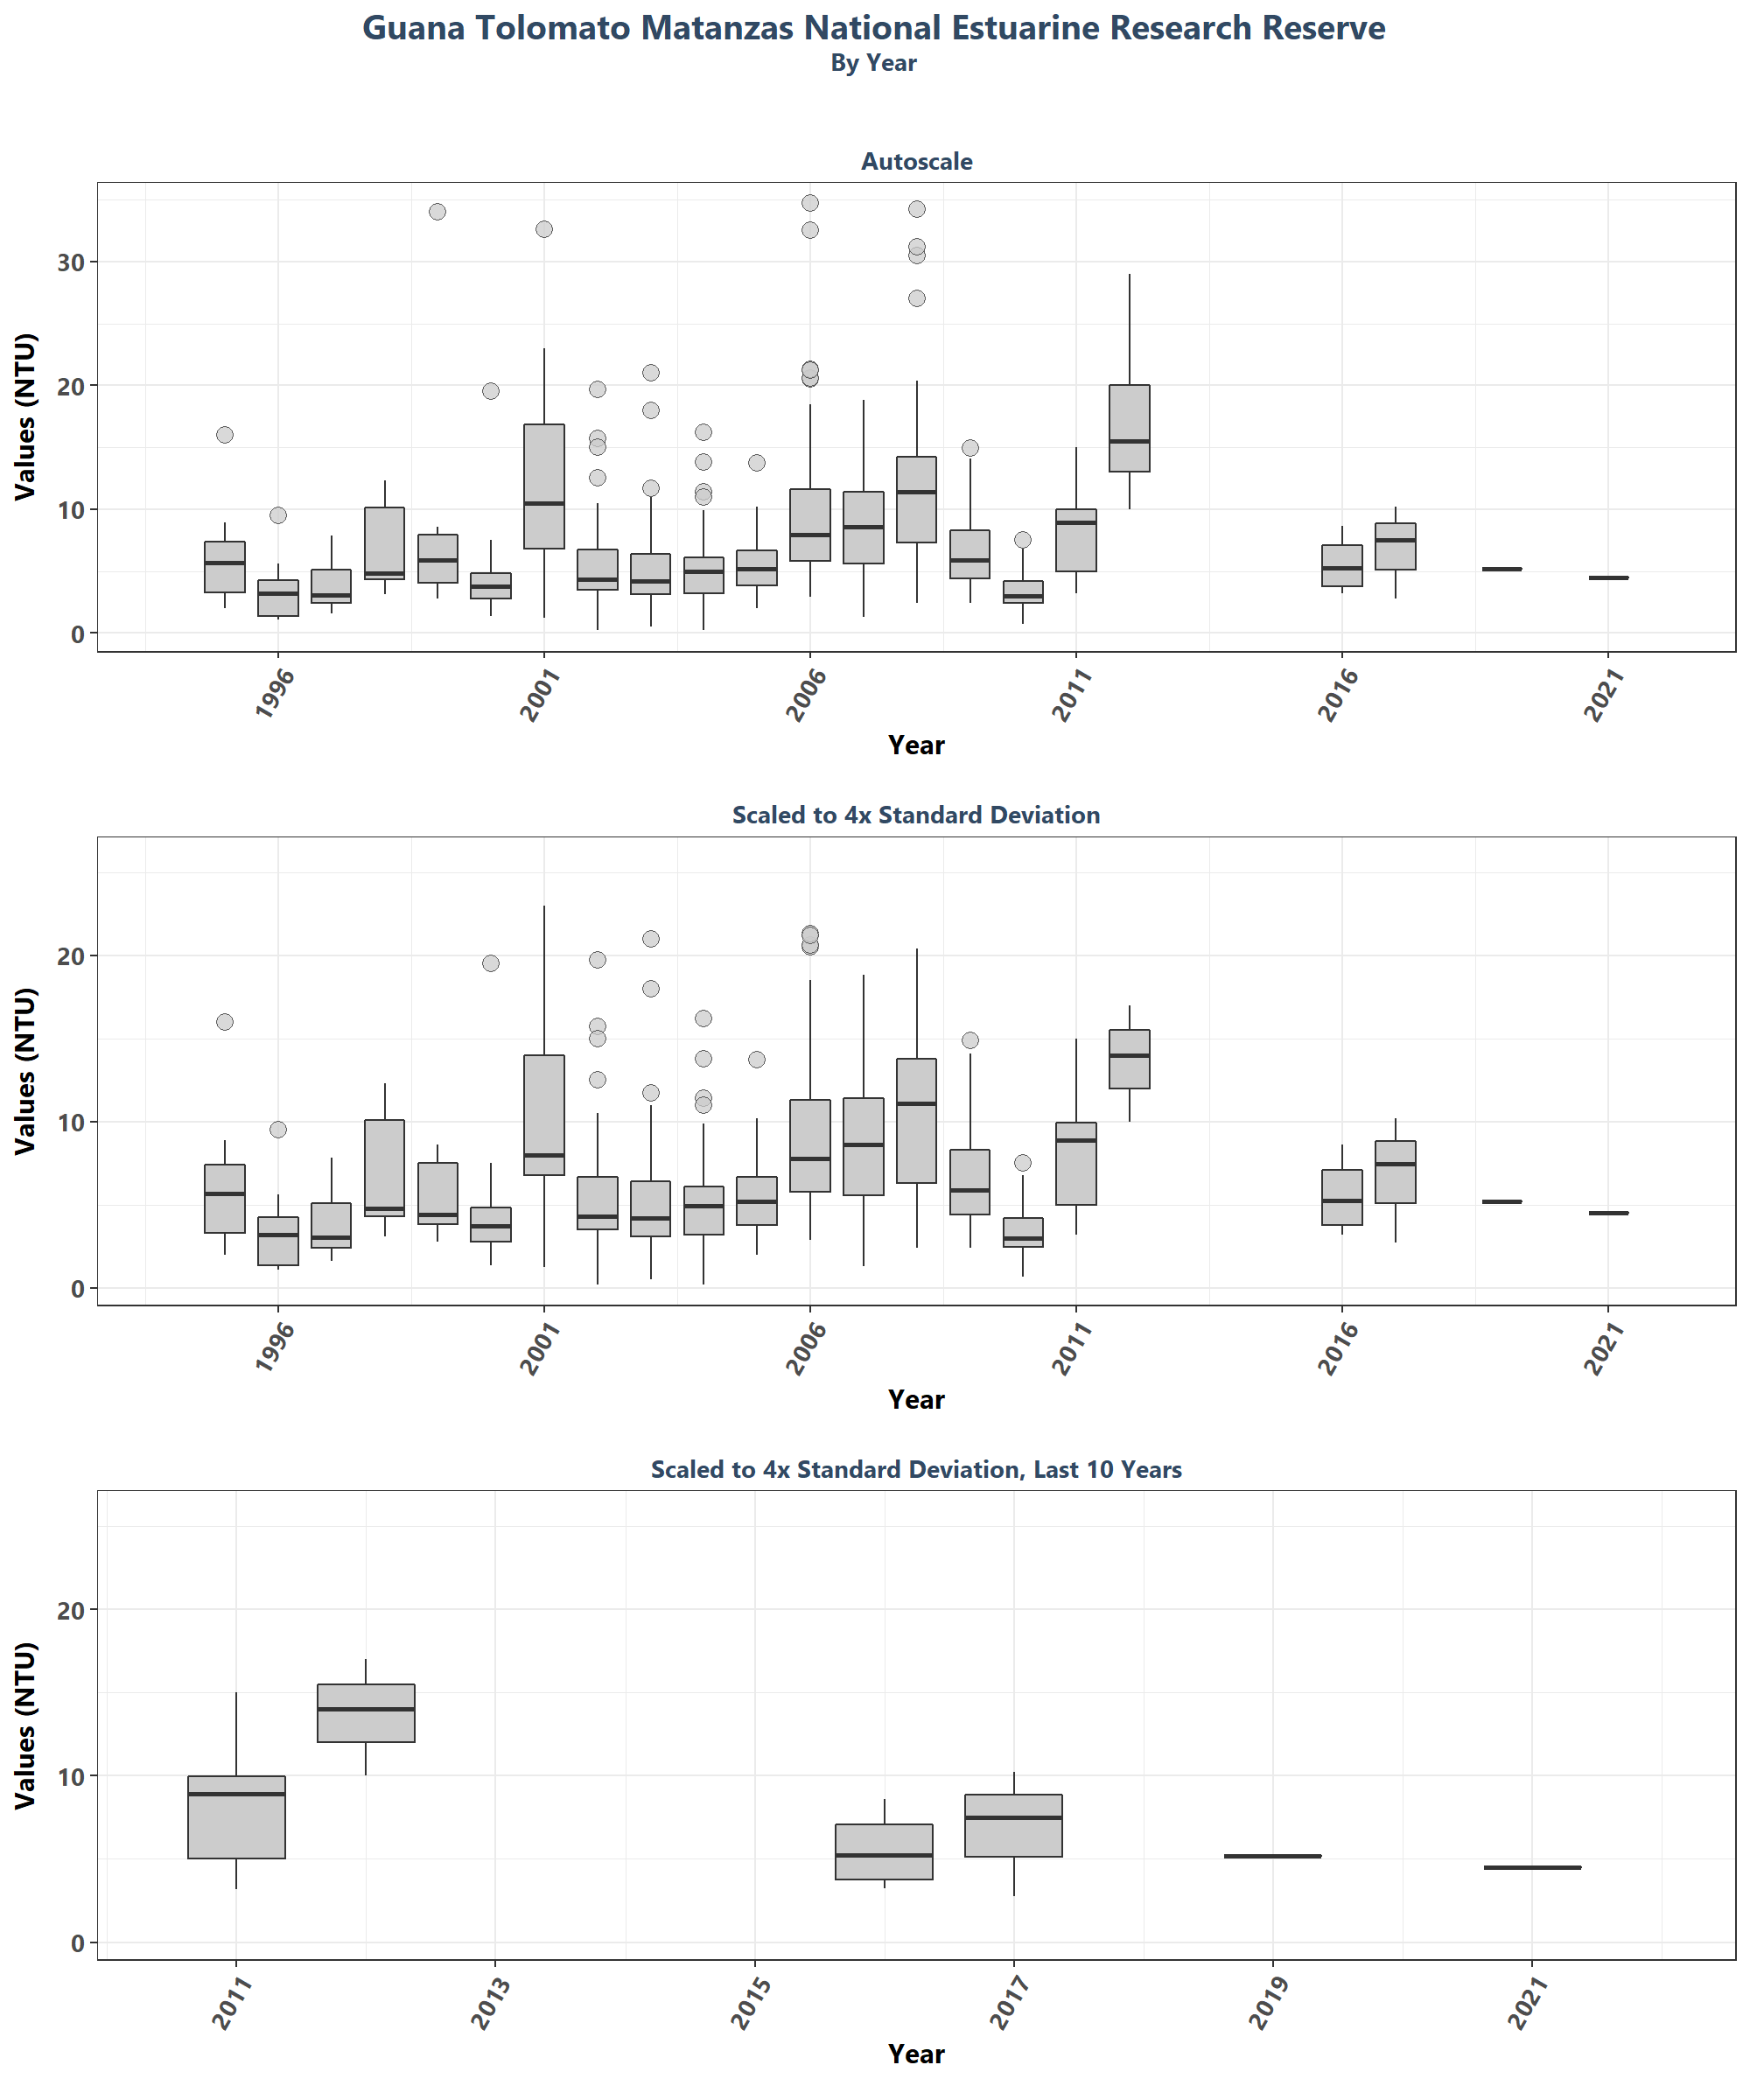 Guana Tolomato Matanzas National Estuarine Research Reserve
By Year
Autoscale
Values (NTU)
30
20
10
0
1996
2001
2006
2011
2016
2021
Year
Scaled to 4x Standard Deviation
Values (NTU)
20
10
0
1996
2001
2006
2011
2016
2021
Year
Scaled to 4x Standard Deviation, Last 10 Years
Values (NTU)
20
10
0
2011
2013
2015
2017
2019
2021
Year